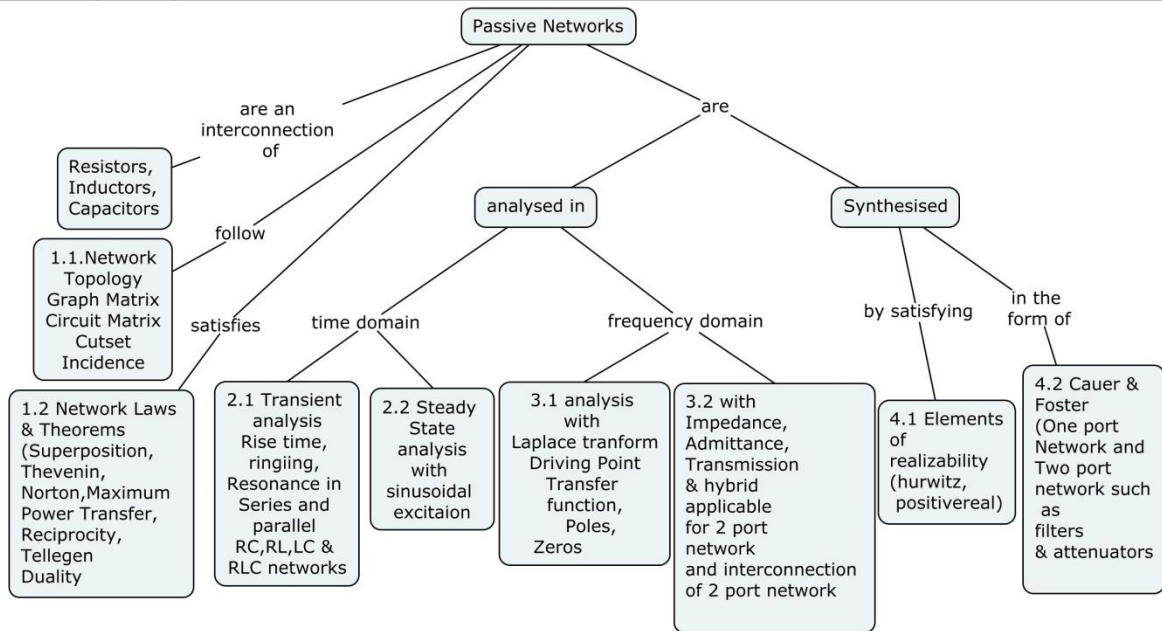 Passive Networks
are an
interconnection
of
are
Resistors,
Inductors,
Capacitors
analysed in
Synthesised
follow
1.1.Network
Topology
Graph Matrix
Circuit Matrix
Cutset
Incidence
satisfies
time domain
frequency domain
by satisfying
in the
form of
1.2 Network Laws
& Theorems
(Superposition,
Thevenin,
Norton,Maximum
Power Transfer,
Reciprocity,
Tellegen
Duality
2.1 Transient
analysis
Rise time,
ringiing,
Resonance in
Series and
parallel
RC,RL,LC &
RLC networks
2.2 Steady
State
analysis
with
sinusoidal
excitaion
3.1 analysis
with
Laplace tranform
Driving Point
Transfer
function,
Poles,
Zeros
3.2 with
Impedance,
Admittance,
Transmission
& hybrid
applicable
for 2 port
network
and interconnection
of 2 port network
4.1 Elements
of
realizability
(hurwitz,
positivereal)
4.2 Cauer &
Foster
(One port
Network and
Two port
network such
as
filters
& attenuators